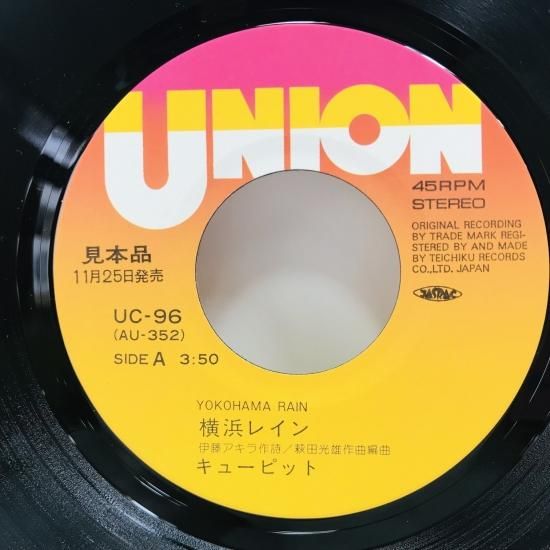 UNION
45RPM
STEREO
ORIGINAL RECORDING
BY TRADE MARK REGI-
STERED BY AND MADE
BY TEICHIKU RECORDS
CO.,LTD. JAPAN
JASRAC
見本品
11月25日発売
UC-96
(AU-352)
SIDE A 3:50
YOKOHAMA RAIN
横浜レイン
伊藤アキラ作詩/萩田光雄作曲編曲
キューピット